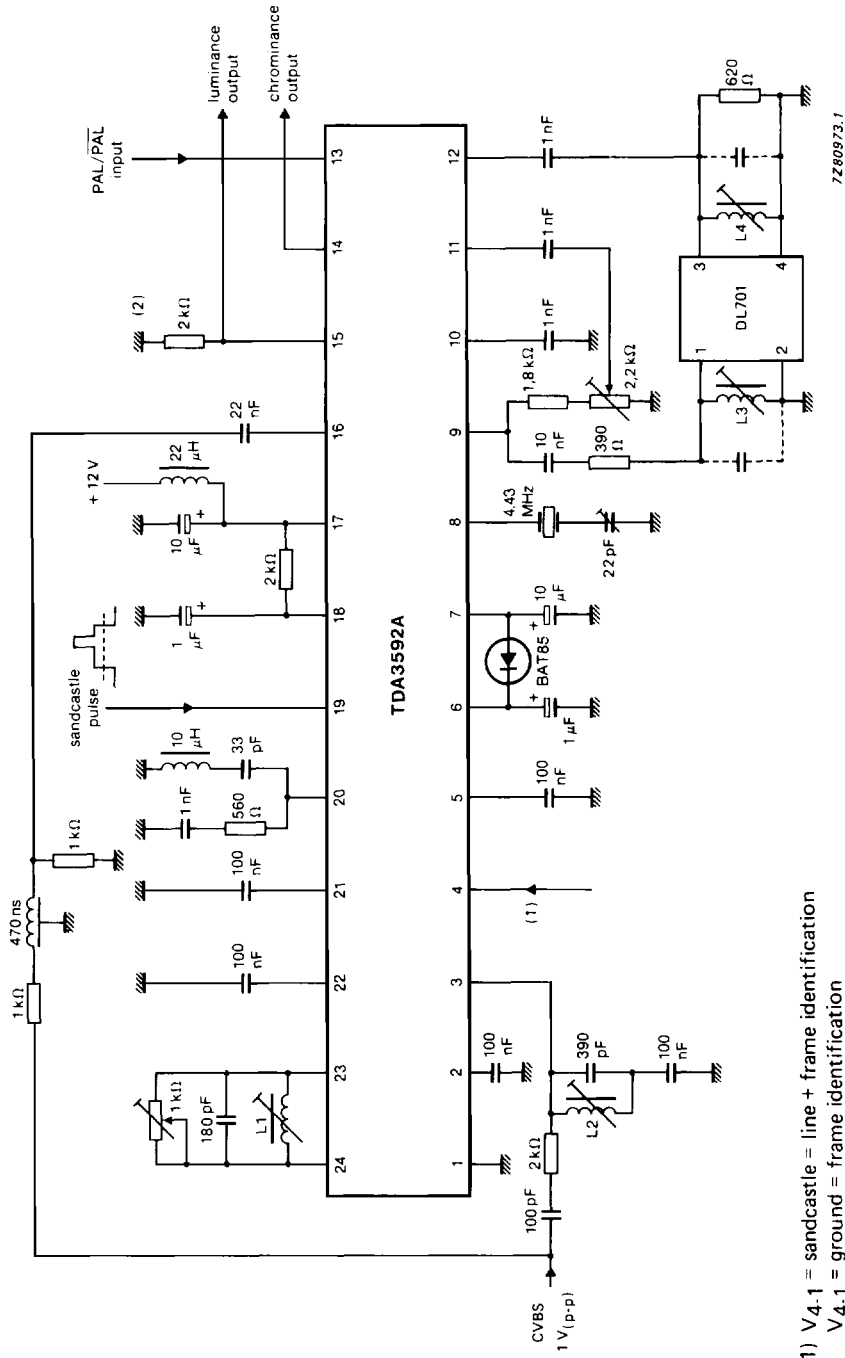 PAL/PAL
input
luminance
output
chrominance
output
(2)
2 kΩ
22
nF
+ 12 V
22
μH
10
μF
+
2 kΩ
1
μF
+
sandcastle
pulse
10
μH
33
pF
1 nF
560
Ω
1 kΩ
470 ns
1 kΩ
100
nF
100
nF
1 kΩ
180 pF
L1
24
23
22
21
20
19
18
17
16
15
14
13
TDA3592A
1
2
3
4
5
6
7
8
9
10
11
12
CVBS
1 V(p-p)
100 pF
2 kΩ
L2
390
pF
100
nF
100
nF
(1)
100
nF
BAT85
+
1 μF
+
10
μF
4.43
MHz
22 pF
10
nF
390
Ω
1,8 kΩ
2,2 kΩ
1 nF
1 nF
1 nF
L3
1
2
DL701
3
4
L4
620
Ω
7Z80973.1
1) V4-1 = sandcastle = line + frame identification
V4-1 = ground = frame identification